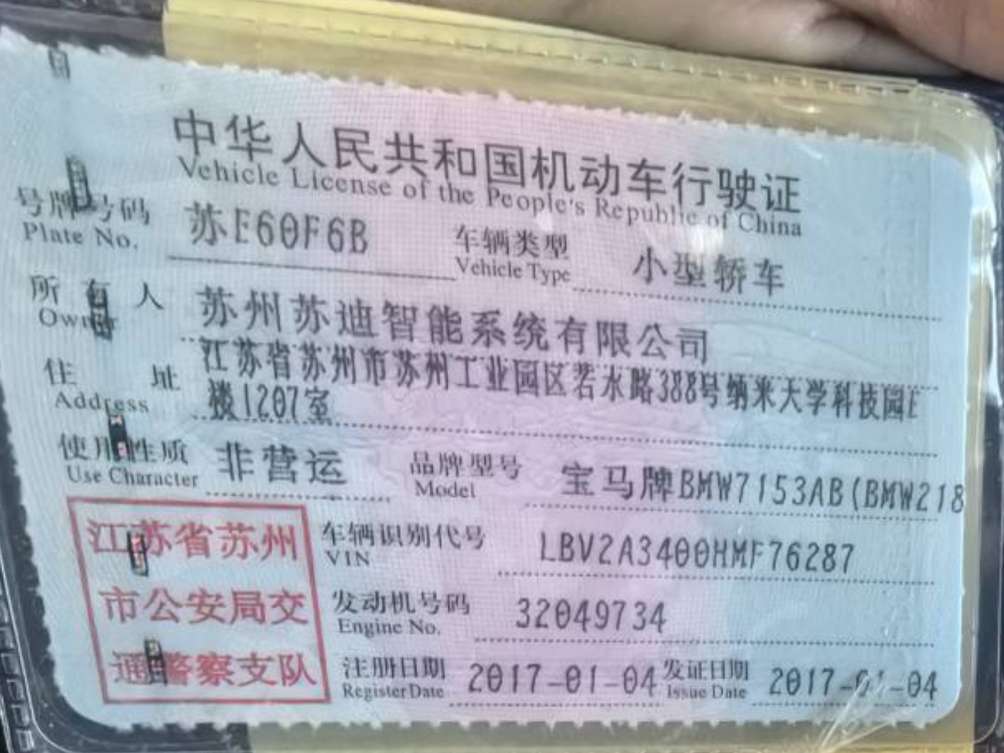 中华人民共和国机动车行驶证
Vehicle License of the People's Republic of China
号牌号码 苏E60F6B 车辆类型 小型轿车
Plate No. Vehicle Type
所有人 苏州苏迪智能系统有限公司
Owner
住址 江苏省苏州市苏州工业园区若水路388号纳米大学科技园E
Address 楼1207室
使用性质 非营运 品牌型号 宝马牌BMW7153AB(BMW218
Use Character Model
江苏省苏州 车辆识别代号 LBV2A3400HMF76287
VIN
市公安局交 发动机号码 32049734
Engine No.
通警察支队 注册日期 2017-01-04 发证日期 2017-01-04
Register Date Issue Date